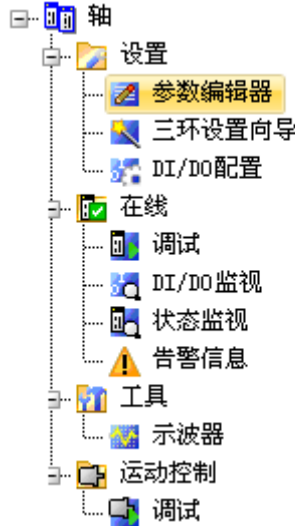 轴
设置
参数编辑器
三环设置向导
DI/DO配置
在线
调试
DI/DO监视
状态监视
告警信息
工具
示波器
运动控制
调试